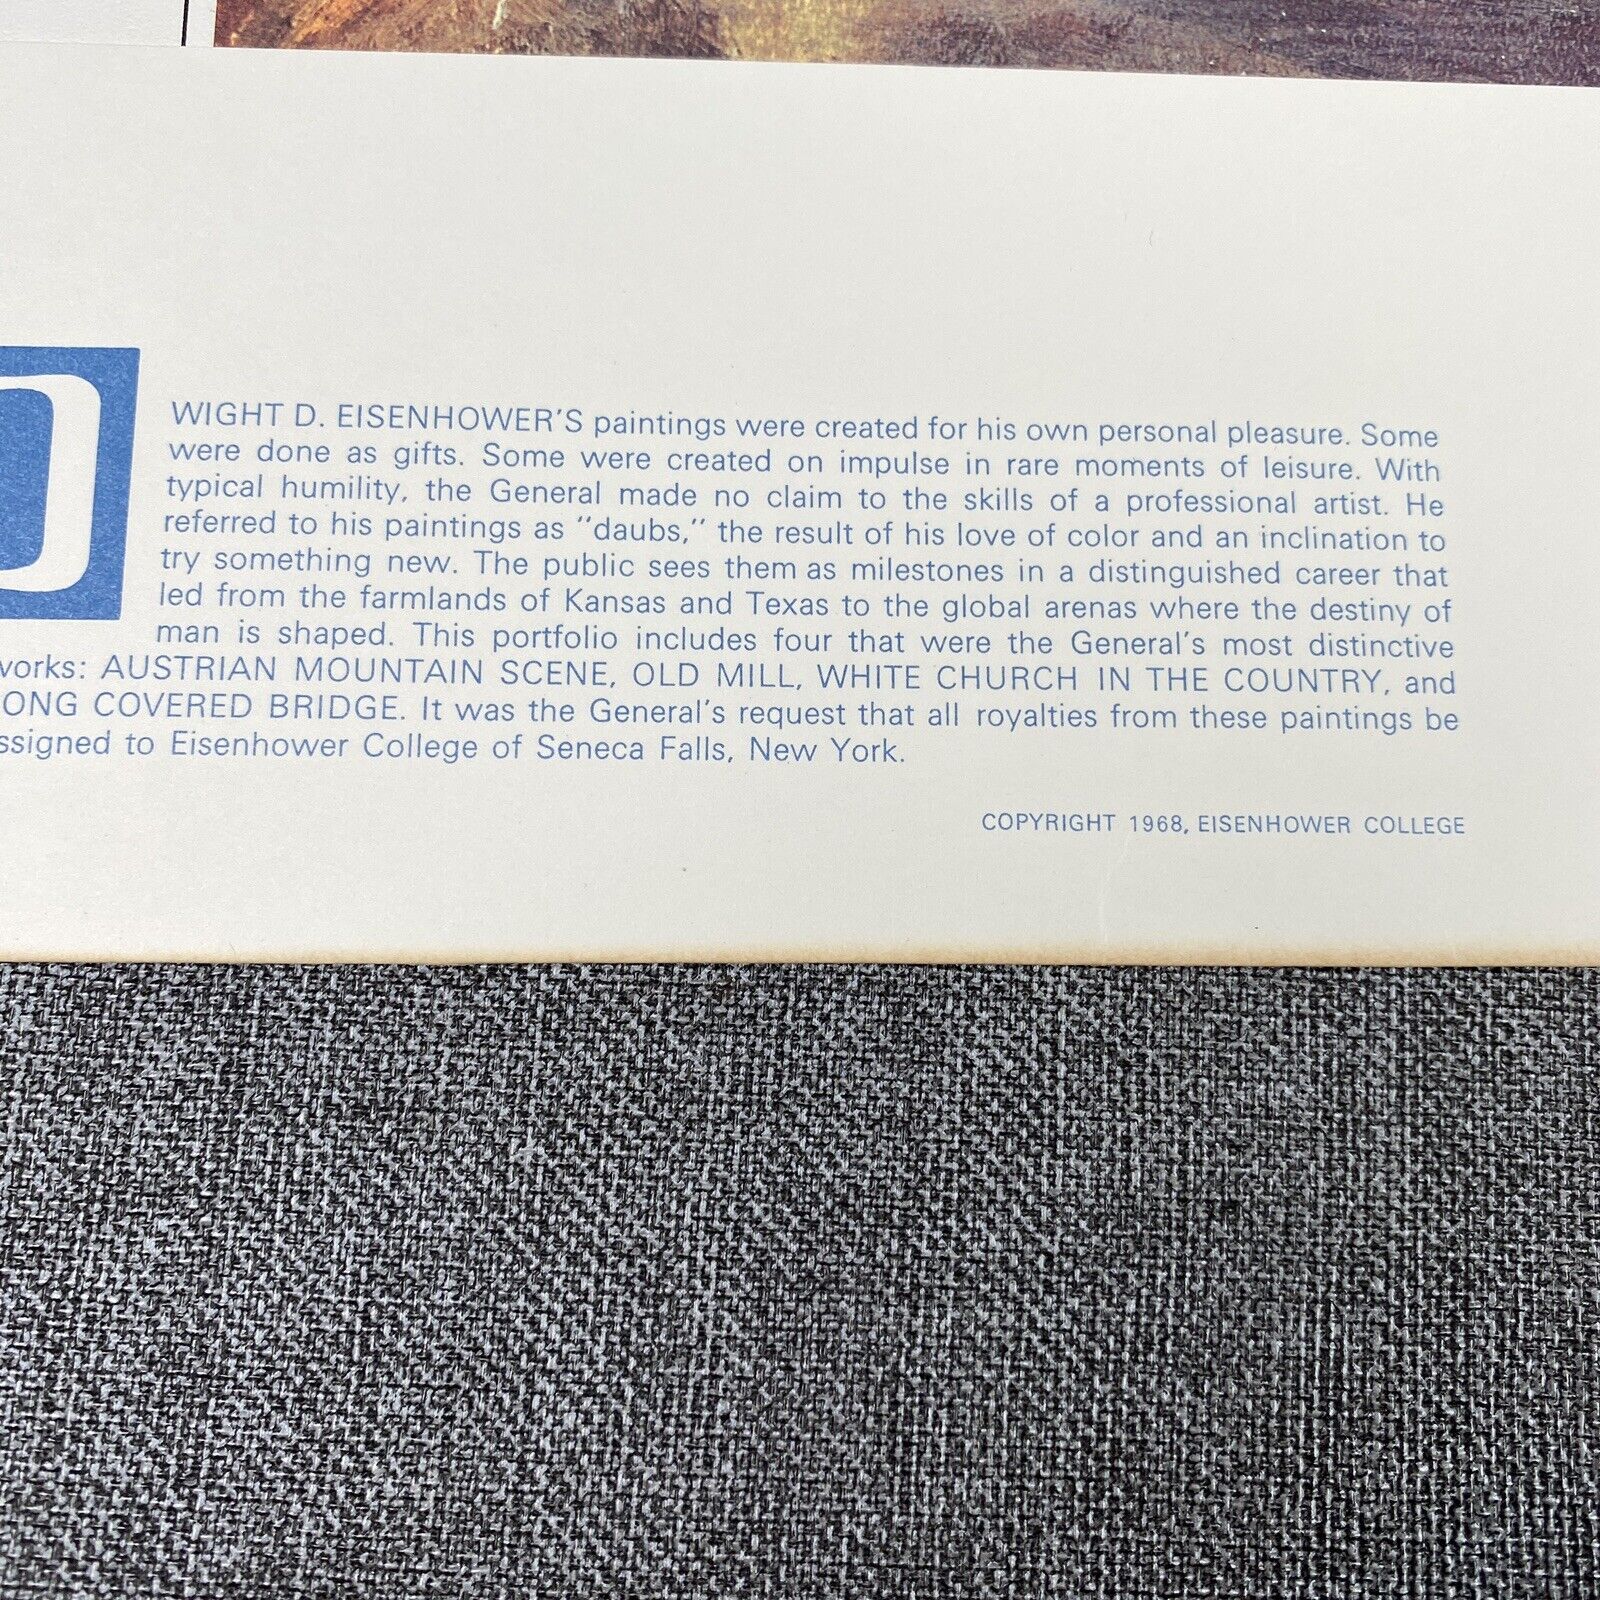 D
WIGHT D. EISENHOWER'S paintings were created for his own personal pleasure. Some
were done as gifts. Some were created on impulse in rare moments of leisure. With
typical humility, the General made no claim to the skills of a professional artist. He
referred to his paintings as "daubs," the result of his love of color and an inclination to
try something new. The public sees them as milestones in a distinguished career that
led from the farmlands of Kansas and Texas to the global arenas where the destiny of
man is shaped. This portfolio includes four that were the General's most distinctive
works: AUSTRIAN MOUNTAIN SCENE, OLD MILL, WHITE CHURCH IN THE COUNTRY, and
ONG COVERED BRIDGE. It was the General's request that all royalties from these paintings be
ssigned to Eisenhower College of Seneca Falls, New York.
COPYRIGHT 1968, EISENHOWER COLLEGE